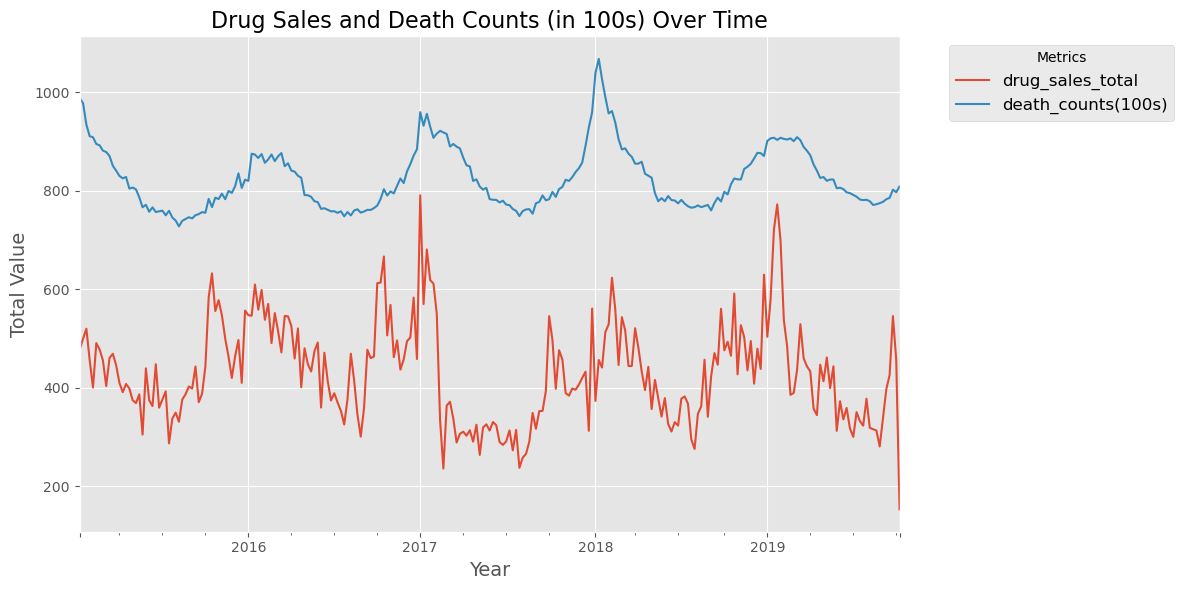 Drug Sales and Death Counts (in 100s) Over Time
Metrics
drug_sales_total
death_counts(100s)
Total Value
1000
800
600
400
200
2016
2017
2018
2019
Year